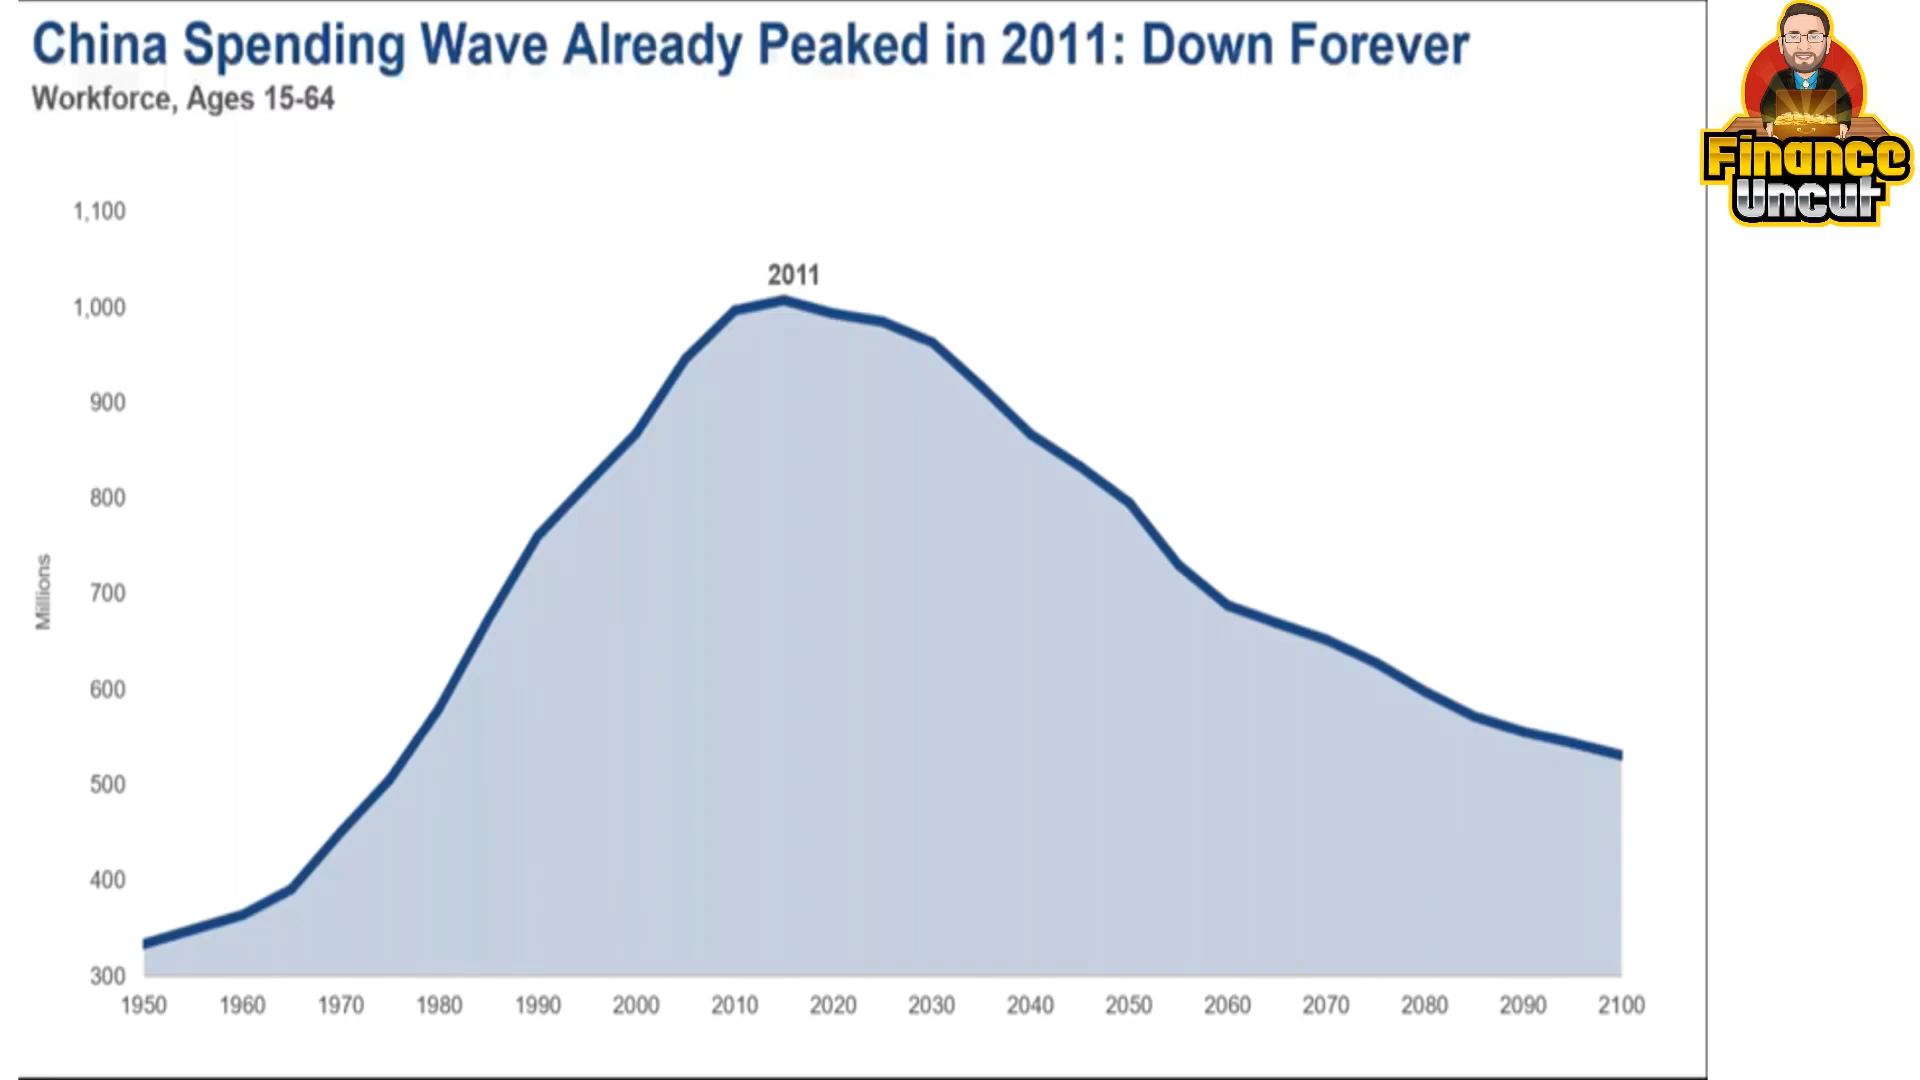 China Spending Wave Already Peaked in 2011: Down Forever
Workforce, Ages 15-64
Finance
Uncut
1,100
2011
1,000
900
800
700
Millions
600
500
400
300
1950 1960 1970 1980 1990 2000 2010 2020 2030 2040 2050 2060 2070 2080 2090 2100